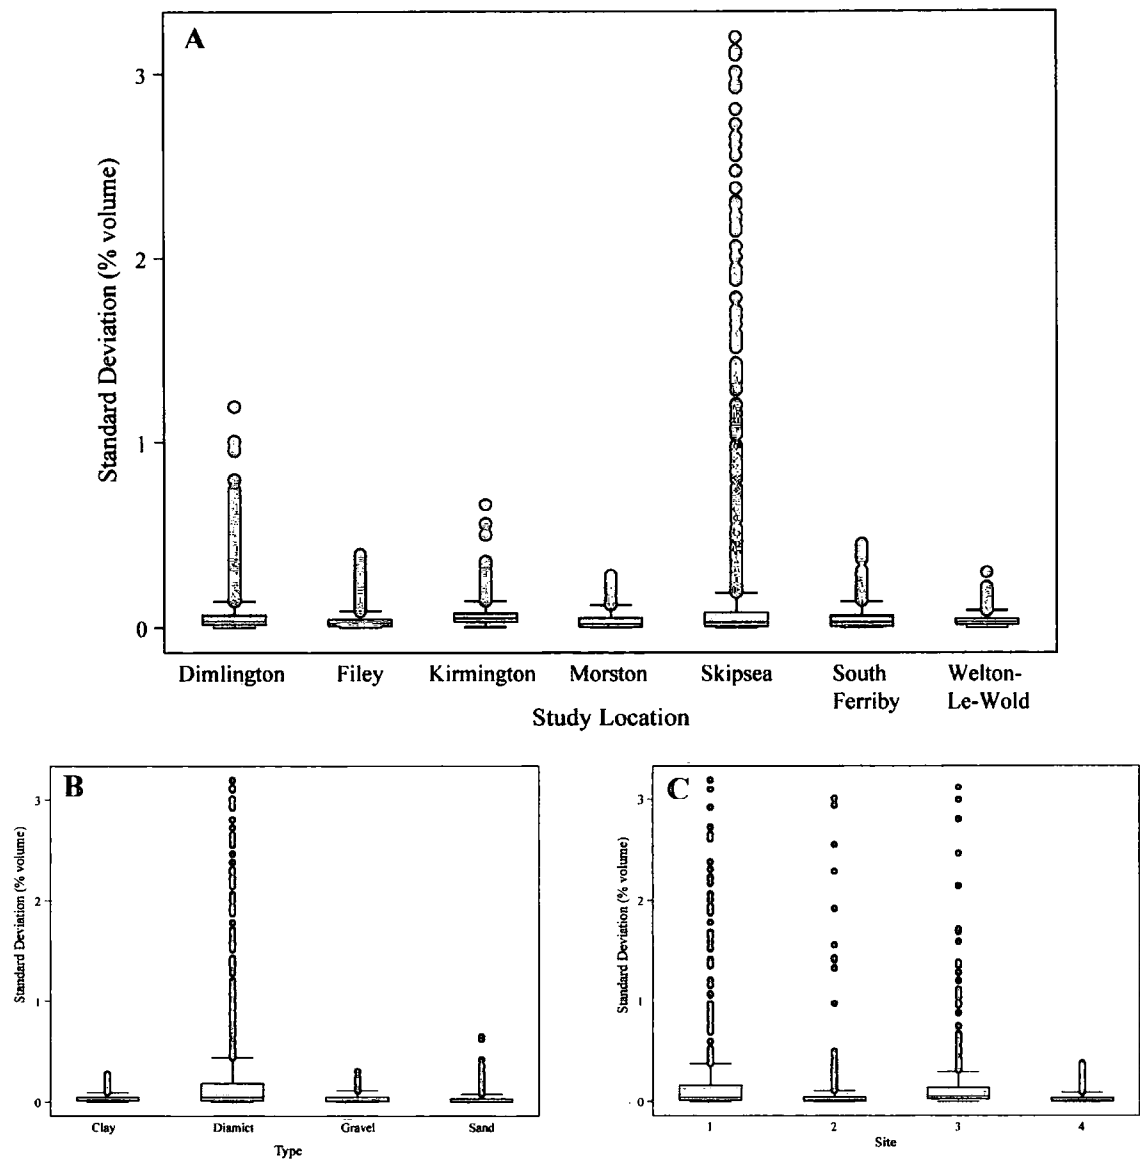 A
Standard Deviation (% volume)
3
2
1
0
Dimlington Filey Kirmington Morston Skipsea South Welton-
Ferriby Le-Wold
Study Location
B
Standard Deviation (% volume)
3
2
1
0
Clay Diamict Gravel Sand
Type
C
Standard Deviation (% volume)
3
2
1
0
1 2 3 4
Site